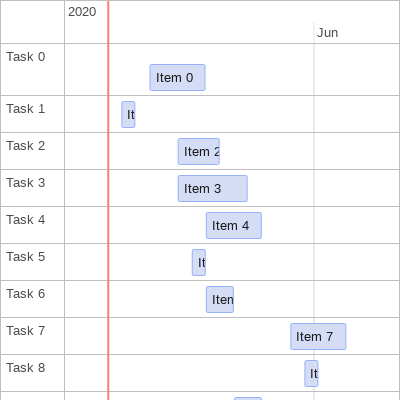 2020
Jun
Task 0
Item 0
Task 1
It
Task 2
Item 2
Task 3
Item 3
Task 4
Item 4
Task 5
It
Task 6
Item
Task 7
Item 7
Task 8
It